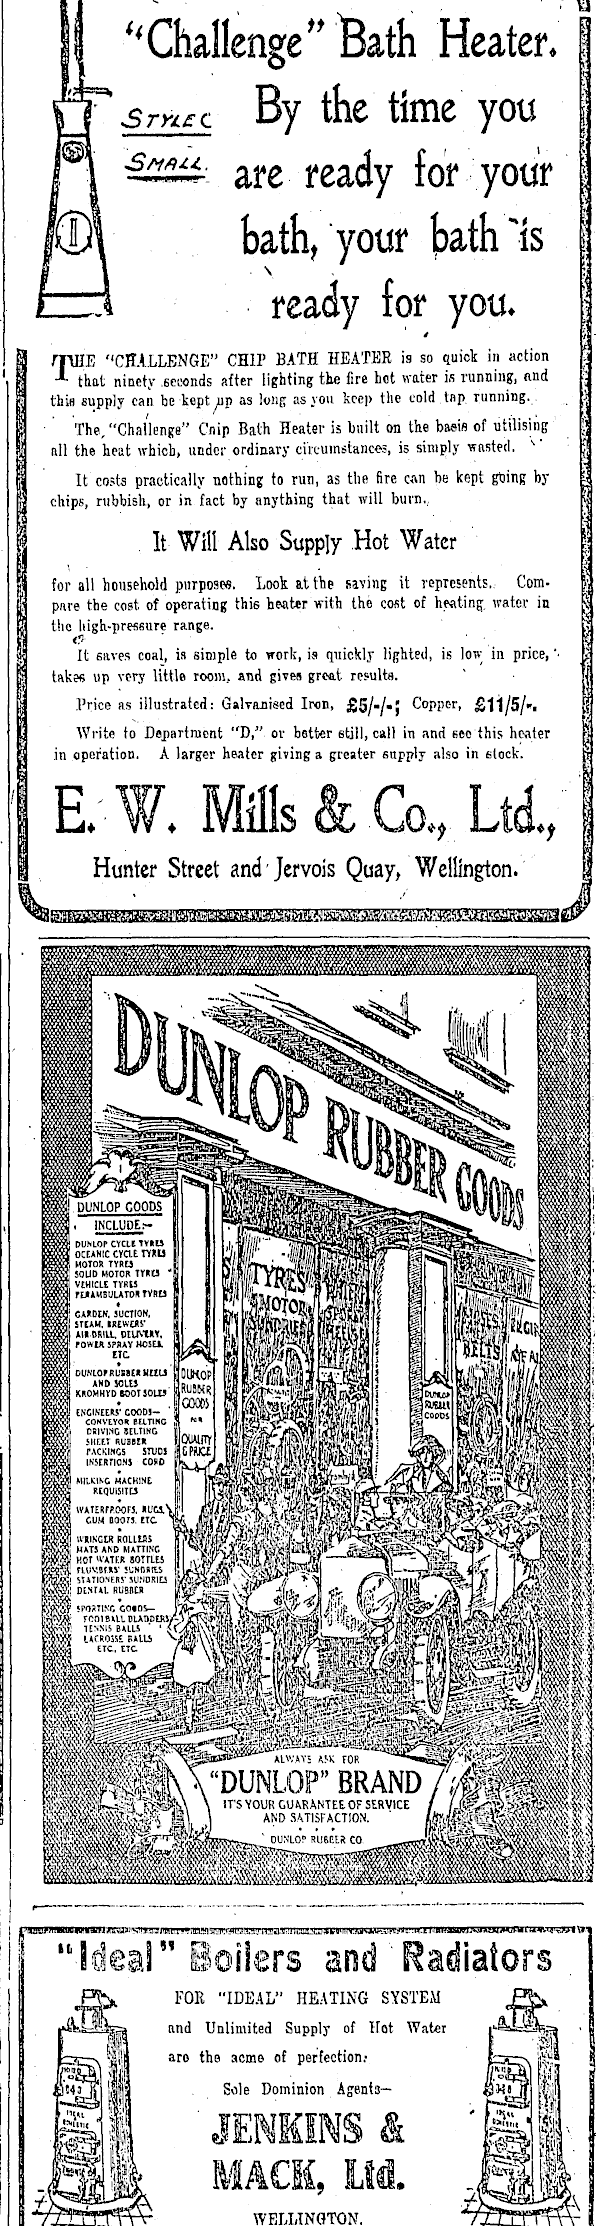 "Challenge" Bath Heater.
STYLE C
SMALL.
By the time you
are ready for your
bath, your bath is
ready for you.
THE "CHALLENGE" CHIP BATH HEATER is so quick in action
that ninety seconds after lighting the fire hot water is running, and
this supply can be kept up as long as you keep the cold tap running.
The "Challenge" Chip Bath Heater is built on the basis of utilising
all the heat which, under ordinary circumstances, is simply wasted.
It costs practically nothing to run, as the fire can be kept going by
chips, rubbish, or in fact by anything that will burn.
It Will Also Supply Hot Water
for all household purposes. Look at the saving it represents. Com-
pare the cost of operating this heater with the cost of heating water in
the high-pressure range.
It saves coal, is simple to work, is quickly lighted, is low in price,
takes up very little room, and gives great results.
Price as illustrated: Galvanised Iron, £5/-/-; Copper, £11/5/-.
Write to Department "D," or better still, call in and see this heater
in operation. A larger heater giving a greater supply also in stock.
E. W. Mills & Co., Ltd.,
Hunter Street and Jervois Quay, Wellington.
DUNLOP RUBBER GOODS
DUNLOP GOODS
INCLUDE:—
DUNLOP CYCLE TYRES
OCEANIC CYCLE TYRES
MOTOR TYRES
SOLID MOTOR TYRES
VEHICLE TYRES
PERAMBULATOR TYRES
GARDEN, SUCTION,
STEAM, BREWERS'
AIR DRILL, DELIVERY,
POWER SPRAY HOSES,
ETC.
DUNLOP RUBBER HEELS
AND SOLES
KROMHYD BOOT SOLES
ENGINEERS' GOODS—
CONVEYOR BELTING
DRIVING BELTING
SHEET RUBBER
PACKINGS STUDS
INSERTIONS CORD
MILKING MACHINE
REQUISITES
WATERPROOFS, RUGS,
GUM BOOTS, ETC.
WRINGER ROLLERS
MATS AND MATTING
HOT WATER BOTTLES
PLUMBERS' SUNDRIES
STATIONERS' SUNDRIES
DENTAL RUBBER
SPORTING GOODS—
FOOTBALL BLADDERS
TENNIS BALLS
LACROSSE BALLS
ETC., ETC.
DUNLOP
RUBBER
GOODS
FOR
QUALITY
& PRICE
TYRES
MOTOR
SUNDRIES
BELTS
DUNLOP
RUBBER
GOODS
ALWAYS ASK FOR
"DUNLOP" BRAND
IT'S YOUR GUARANTEE OF SERVICE
AND SATISFACTION.
DUNLOP RUBBER CO
"Ideal" Boilers and Radiators
FOR "IDEAL" HEATING SYSTEM
and Unlimited Supply of Hot Water
are the acme of perfection.
Sole Dominion Agents—
JENKINS &
MACK, Ltd.
WELLINGTON.